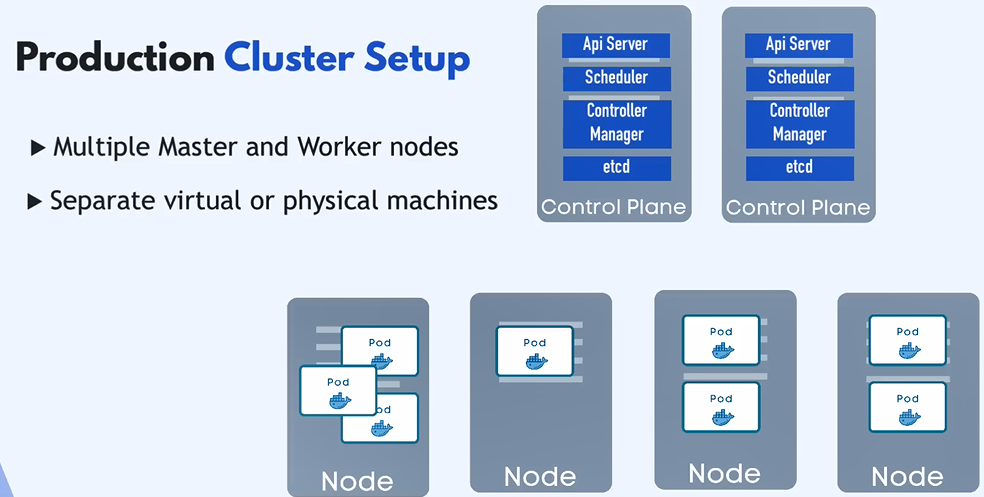 Production Cluster Setup
▶ Multiple Master and Worker nodes
▶ Separate virtual or physical machines
Api Server
Scheduler
Controller
Manager
etcd
Control Plane
Api Server
Scheduler
Controller
Manager
etcd
Control Plane
Pod
Pod
Pod
Node
Pod
Node
Pod
Pod
Node
Pod
Pod
Node